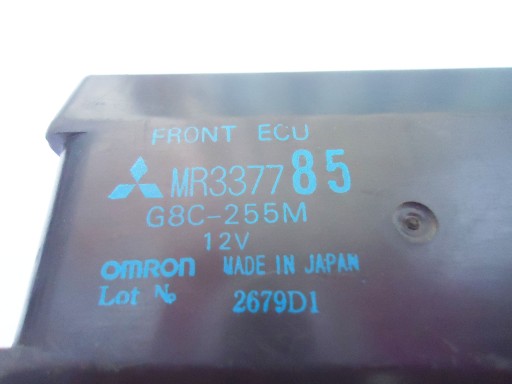 FRONT ECU
MR337785
G8C-255M
12V
OMRON MADE IN JAPAN
Lot No 2679D1